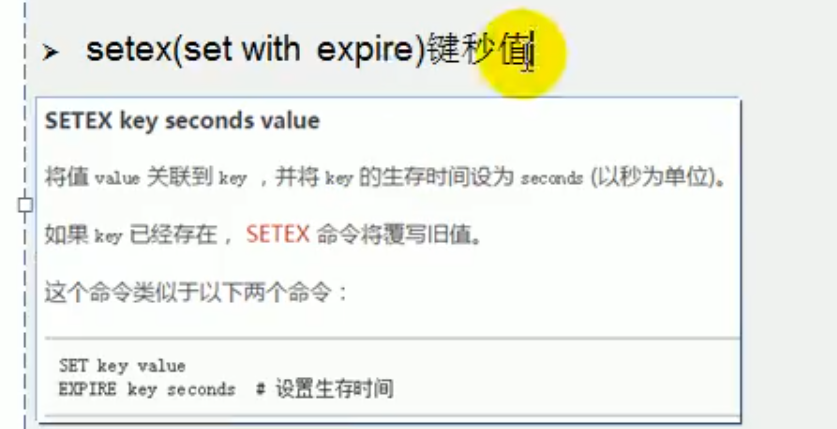 ➢ setex(set with expire)键秒值
SETEX key seconds value
将值 value 关联到 key ，并将 key 的生存时间设为 seconds (以秒为单位)。
如果 key 已经存在， SETEX 命令将覆写旧值。
这个命令类似于以下两个命令：
SET key value
EXPIRE key seconds # 设置生存时间